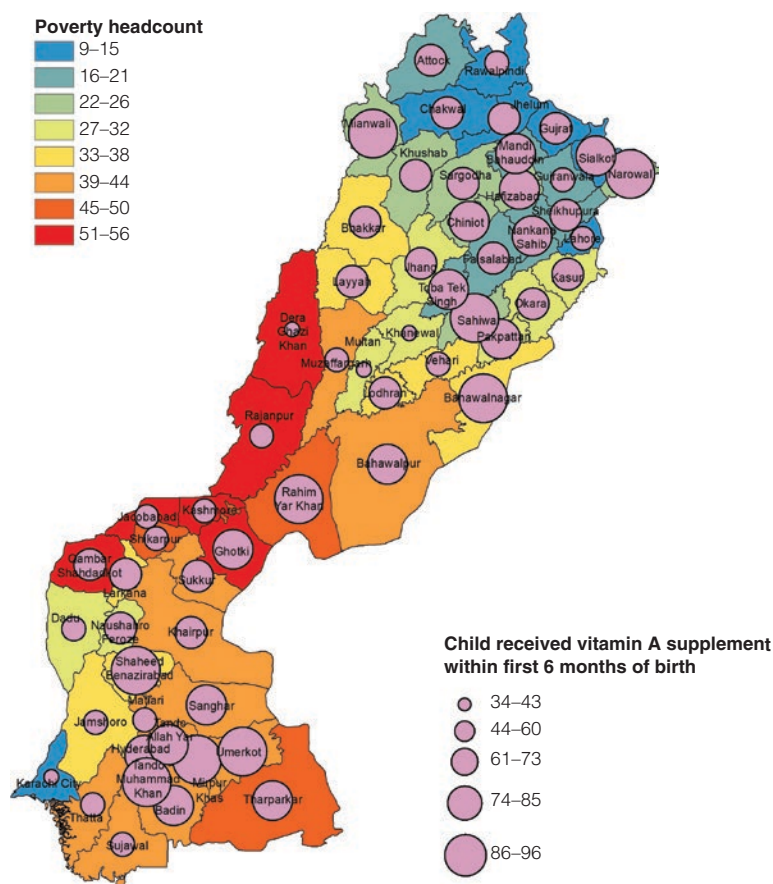 Poverty headcount
9–15
16–21
22–26
27–32
33–38
39–44
45–50
51–56
Attock
Rawalpindi
Chakwal
Jhelum
Gujrat
Mianwali
Mandi
Bahauddin
Sialkot
Narowal
Khushab
Sargodha
Gujranwala
Hafizabad
Sheikhupura
Bhakkar
Chiniot
Nankana
Sahib
Lahore
Faisalabad
Jhang
Kasur
Layyah
Toba Tek
Singh
Okara
Dera
Ghazi
Khan
Sahiwal
Khanewal
Pakpattan
Multan
Muzaffargarh
Vehari
Lodhran
Bahawalnagar
Rajanpur
Bahawalpur
Rahim
Yar Khan
Jacobabad
Kashmore
Shikarpur
Ghotki
Qambar
Shahdadkot
Sukkur
Larkana
Dadu
Naushahro
Feroze
Khairpur
Shaheed
Benazirabad
Matiari
Sanghar
Jamshoro
Tando
Allah Yar
Hyderabad
Umerkot
Tando
Muhammad
Khan
Mirpur
Khas
Karachi City
Tharparkar
Thatta
Badin
Sujawal
Child received vitamin A supplement
within first 6 months of birth
34–43
44–60
61–73
74–85
86–96